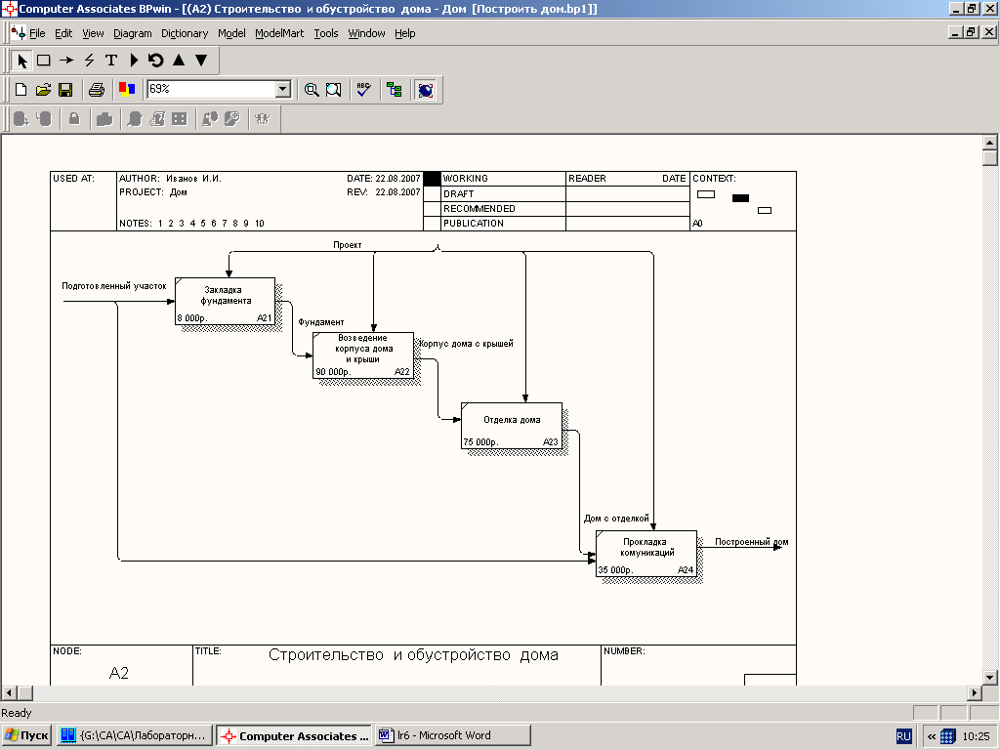 Computer Associates BPwin - [(A2) Строительство и обустройство дома - Дом [Построить дом.bp1]]
File Edit View Diagram Dictionary Model ModelMart Tools Window Help
T
69%
ABC
USED AT:
AUTHOR: Иванов И.И.
DATE: 22.08.2007
WORKING
READER
DATE
CONTEXT:
PROJECT: Дом
REV: 22.08.2007
DRAFT
RECOMMENDED
NOTES: 1 2 3 4 5 6 7 8 9 10
PUBLICATION
A0
Проект
Подготовленный участок
Закладка
фундамента
8 000р.
A21
Фундамент
Возведение
корпуса дома
и крыши
90 000р.
A22
Корпус дома с крышей
Отделка дома
75 000р.
A23
Дом с отделкой
Прокладка
комуникаций
35 000р.
A24
Построенный дом
NODE:
TITLE:
Строительство и обустройство дома
NUMBER:
A2
Ready
Пуск
{G:\CA\CA\Лабораторн...
Computer Associates ...
lr6 - Microsoft Word
RU
«
10:25